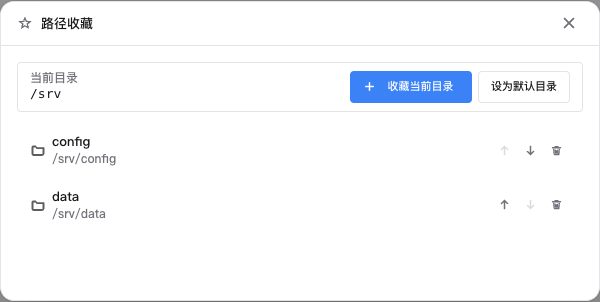 路径收藏
当前目录
/srv
收藏当前目录
设为默认目录
config
/srv/config
data
/srv/data